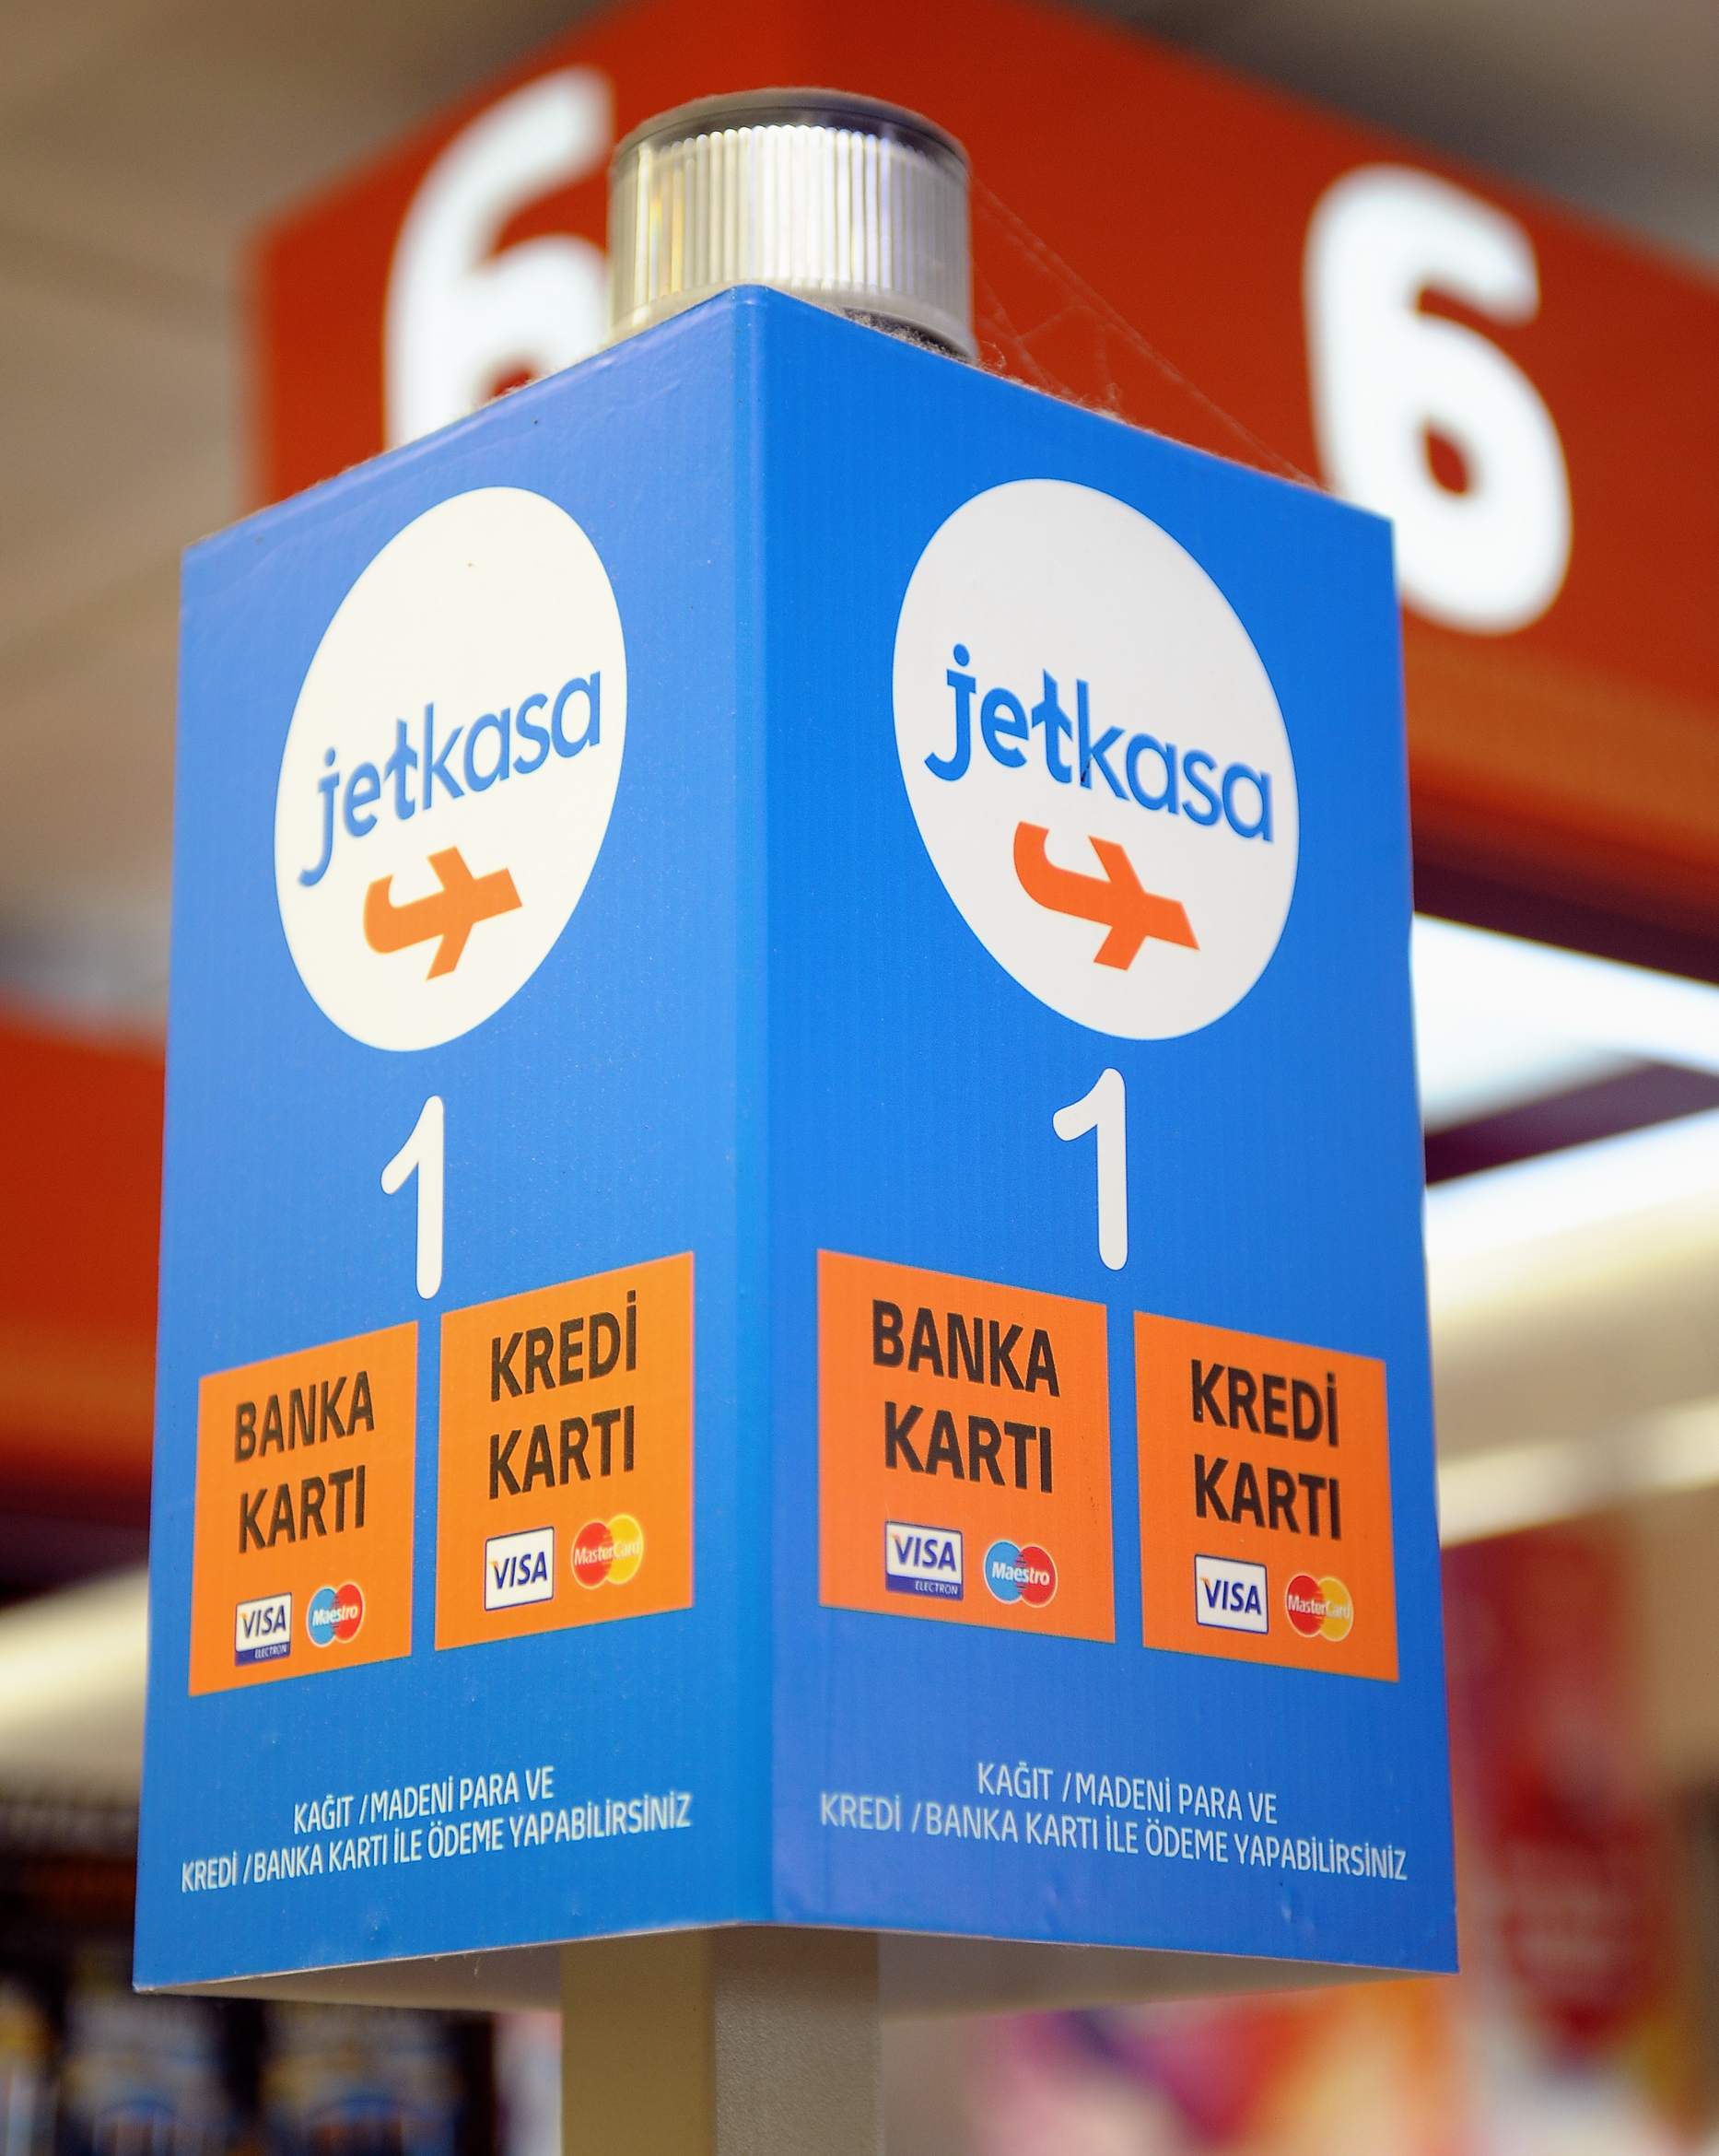 6
6
jetkasa
1
BANKA
KARTI
VISA
ELECTRON
Maestro
KREDİ
KARTI
VISA
MasterCard
KAĞIT /MADENİ PARA VE
KREDİ /BANKA KARTI İLE ÖDEME YAPABİLİRSİNİZ
jetkasa
1
BANKA
KARTI
VISA
ELECTRON
Maestro
KREDİ
KARTI
VISA
MasterCard
KAĞIT /MADENİ PARA VE
KREDİ /BANKA KARTI İLE ÖDEME YAPABİLİRSİNİZ